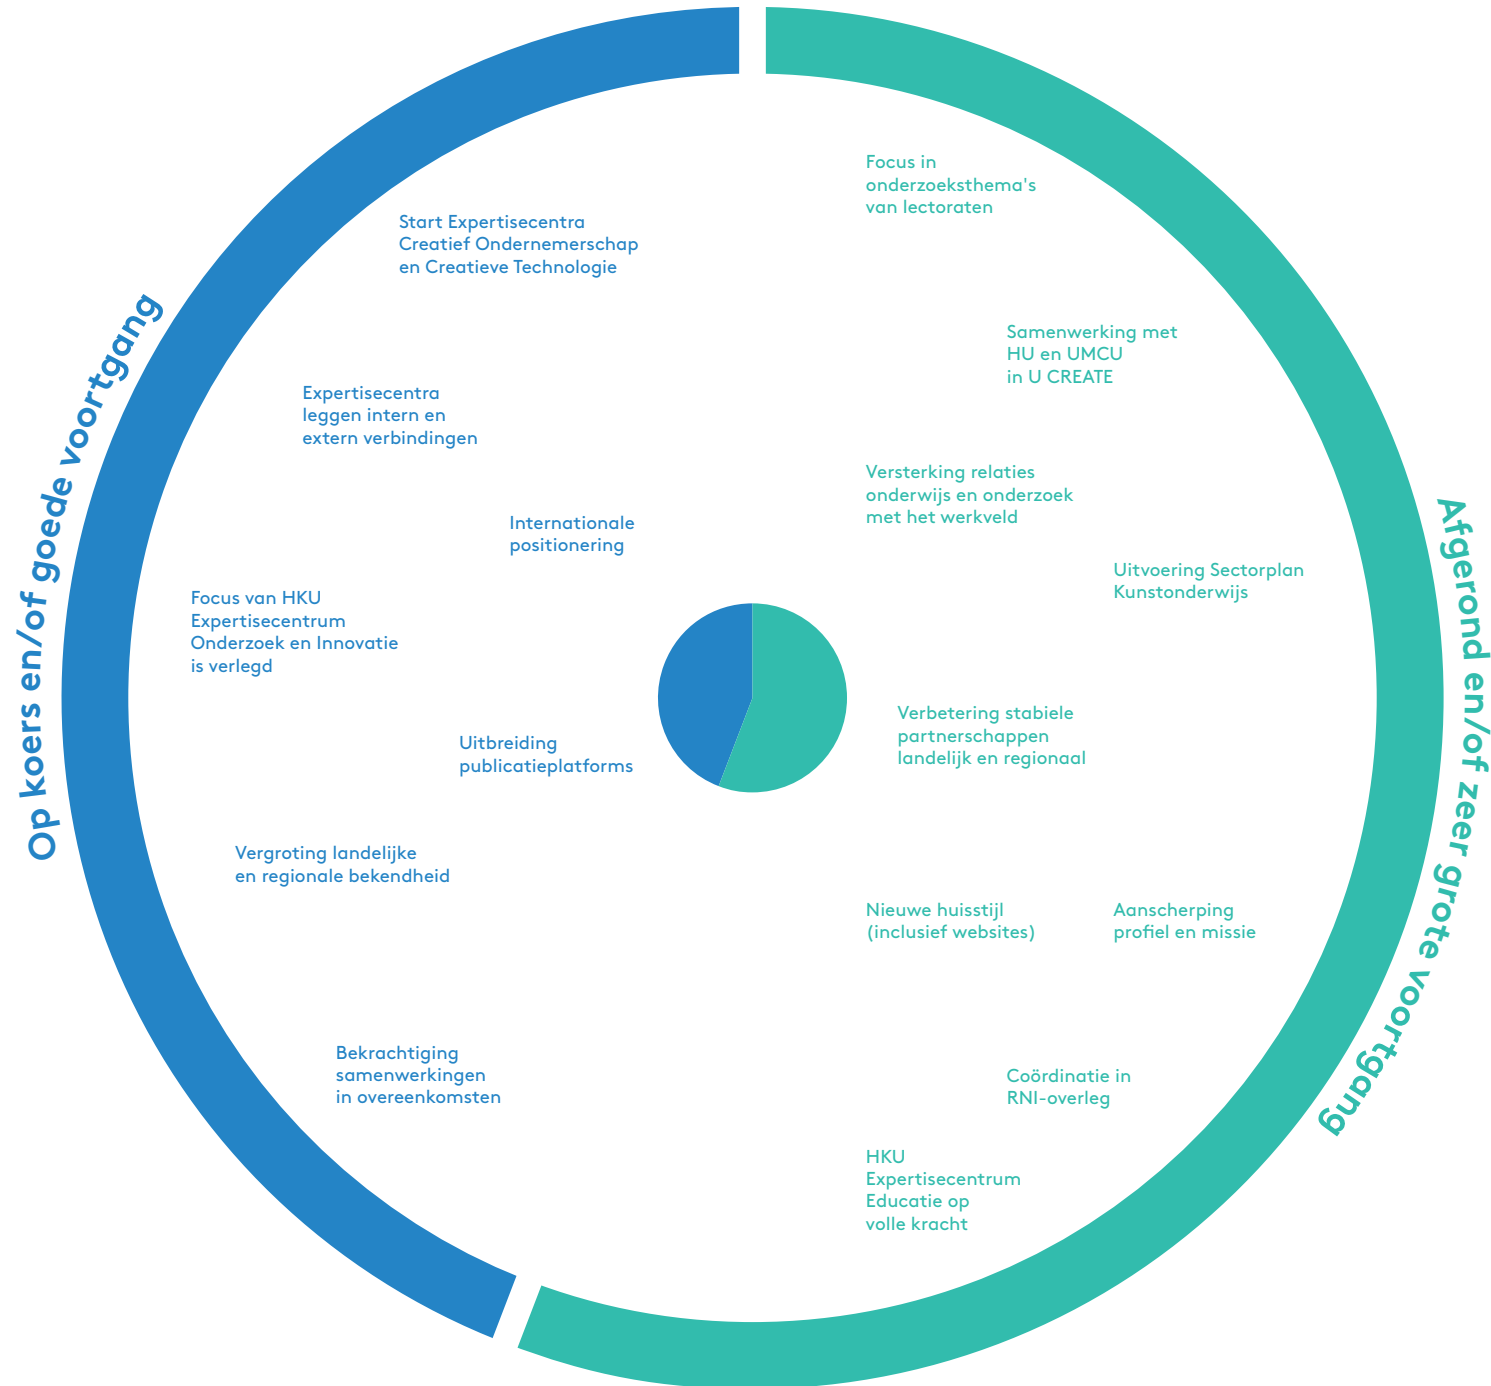 Op koers en/of goede voortgang
Start Expertisecentra
Creatief Ondernemerschap
en Creatieve Technologie
Expertisecentra
leggen intern en
extern verbindingen
Internationale
positionering
Focus van HKU
Expertisecentrum
Onderzoek en Innovatie
is verlegd
Uitbreiding
publicatieplatforms
Vergroting landelijke
en regionale bekendheid
Bekrachtiging
samenwerkingen
in overeenkomsten
Afgerond en/of zeer grote voortgang
Focus in
onderzoeksthema's
van lectoraten
Samenwerking met
HU en UMCU
in U CREATE
Versterking relaties
onderwijs en onderzoek
met het werkveld
Uitvoering Sectorplan
Kunstonderwijs
Verbetering stabiele
partnerschappen
landelijk en regionaal
Nieuwe huisstijl
(inclusief websites)
Aanscherping
profiel en missie
Coördinatie in
RNI-overleg
HKU
Expertisecentrum
Educatie op
volle kracht